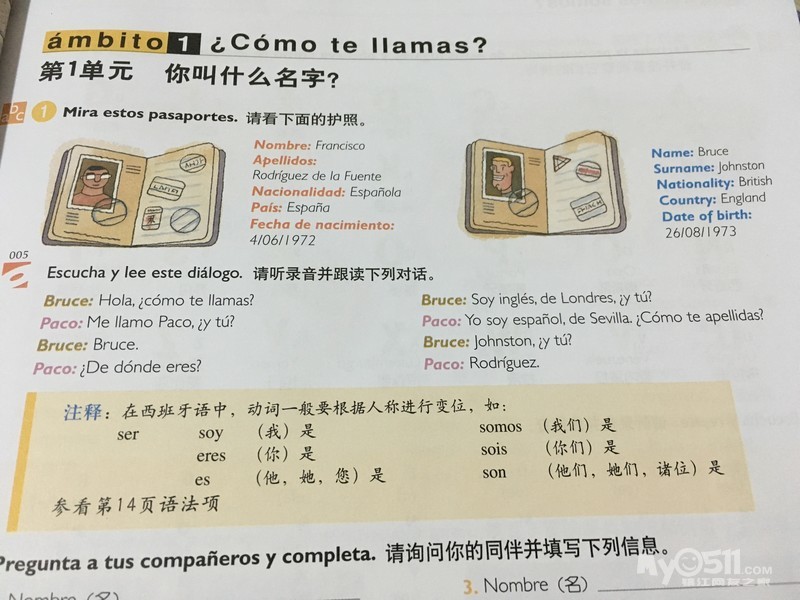 ámbito 1 ¿Cómo te llamas?
第1单元 你叫什么名字?
abc 1 Mira estos pasaportes. 请看下面的护照。
Nombre: Francisco
Apellidos:
Rodríguez de la Fuente
Nacionalidad: Española
País: España
Fecha de nacimiento:
4/06/1972
Name: Bruce
Surname: Johnston
Nationality: British
Country: England
Date of birth:
26/08/1973
005
Escucha y lee este diálogo. 请听录音并跟读下列对话。
Bruce: Hola, ¿cómo te llamas?
Paco: Me llamo Paco, ¿y tú?
Bruce: Bruce.
Paco: ¿De dónde eres?
Bruce: Soy inglés, de Londres, ¿y tú?
Paco: Yo soy español, de Sevilla. ¿Cómo te apellidas?
Bruce: Johnston, ¿y tú?
Paco: Rodríguez.
注释：在西班牙语中，动词一般要根据人称进行变位，如：
ser soy （我）是 somos （我们）是
eres （你）是 sois （你们）是
es （他，她，您）是 son （他们，她们，诸位）是
参看第14页语法项
Pregunta a tus compañeros y completa. 请询问你的同伴并填写下列信息。
Nombre （名）
3. Nombre （名）
My0511.COM